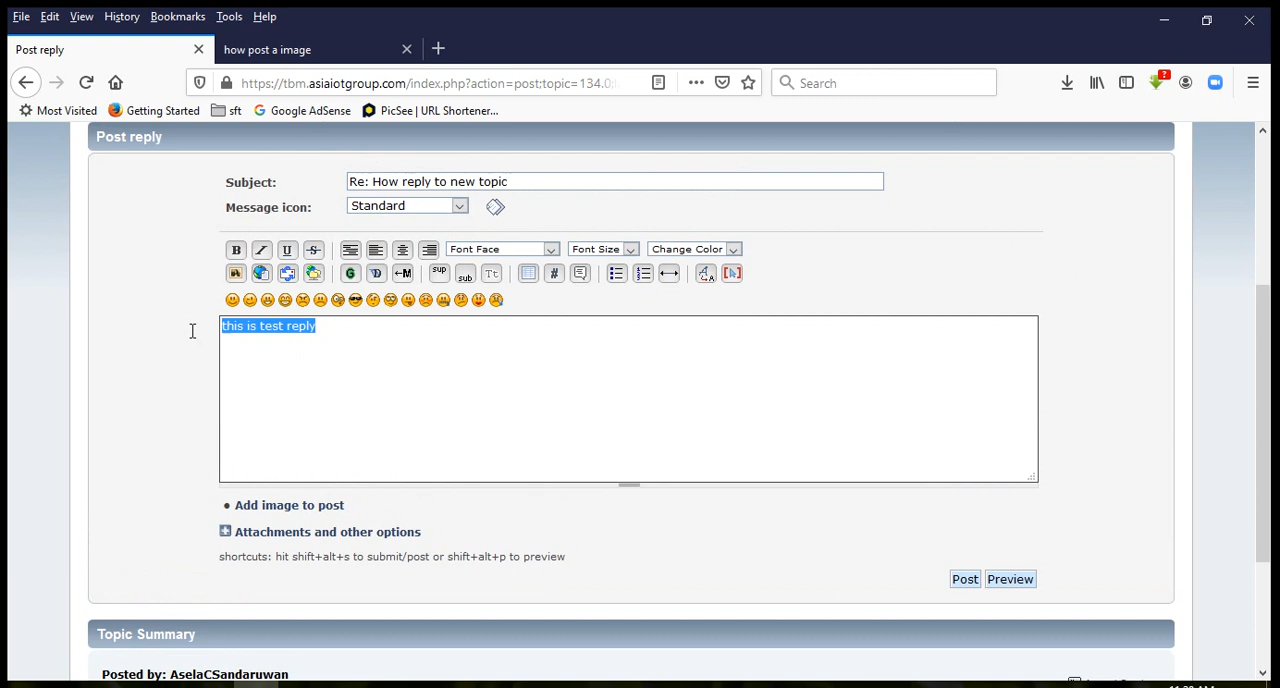 File Edit View History Bookmarks Tools Help
Post reply how post a image
https://tbm.asiaiotgroup.com/index.php?action=post;topic=134.0; Search
Most Visited Getting Started sft Google AdSense PicSee | URL Shortener...
Post reply
Subject: Re: How reply to new topic
Message icon: Standard
B I U S Font Face Font Size Change Color
G M sup sub Tt #
this is test reply
Add image to post
Attachments and other options
shortcuts: hit shift+alt+s to submit/post or shift+alt+p to preview
Post Preview
Topic Summary
Posted by: AselaCSandaruwan